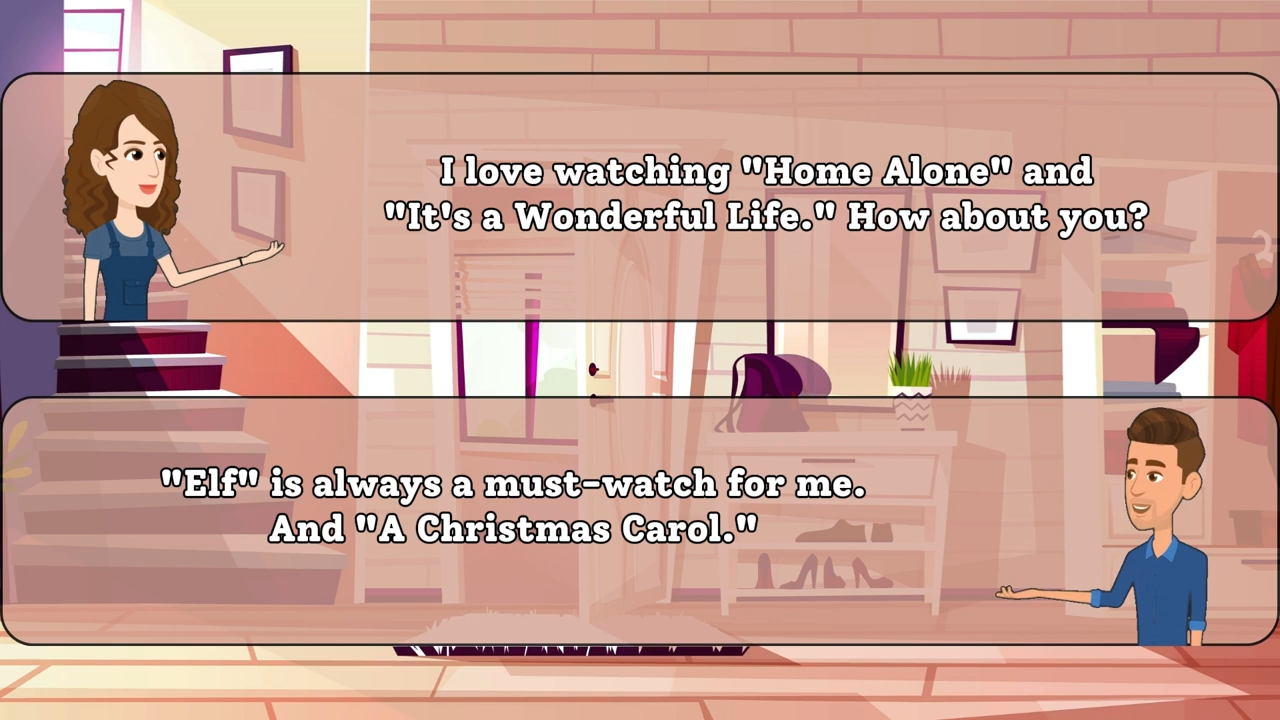 I love watching "Home Alone" and
"It's a Wonderful Life." How about you?
"Elf" is always a must-watch for me.
And "A Christmas Carol."